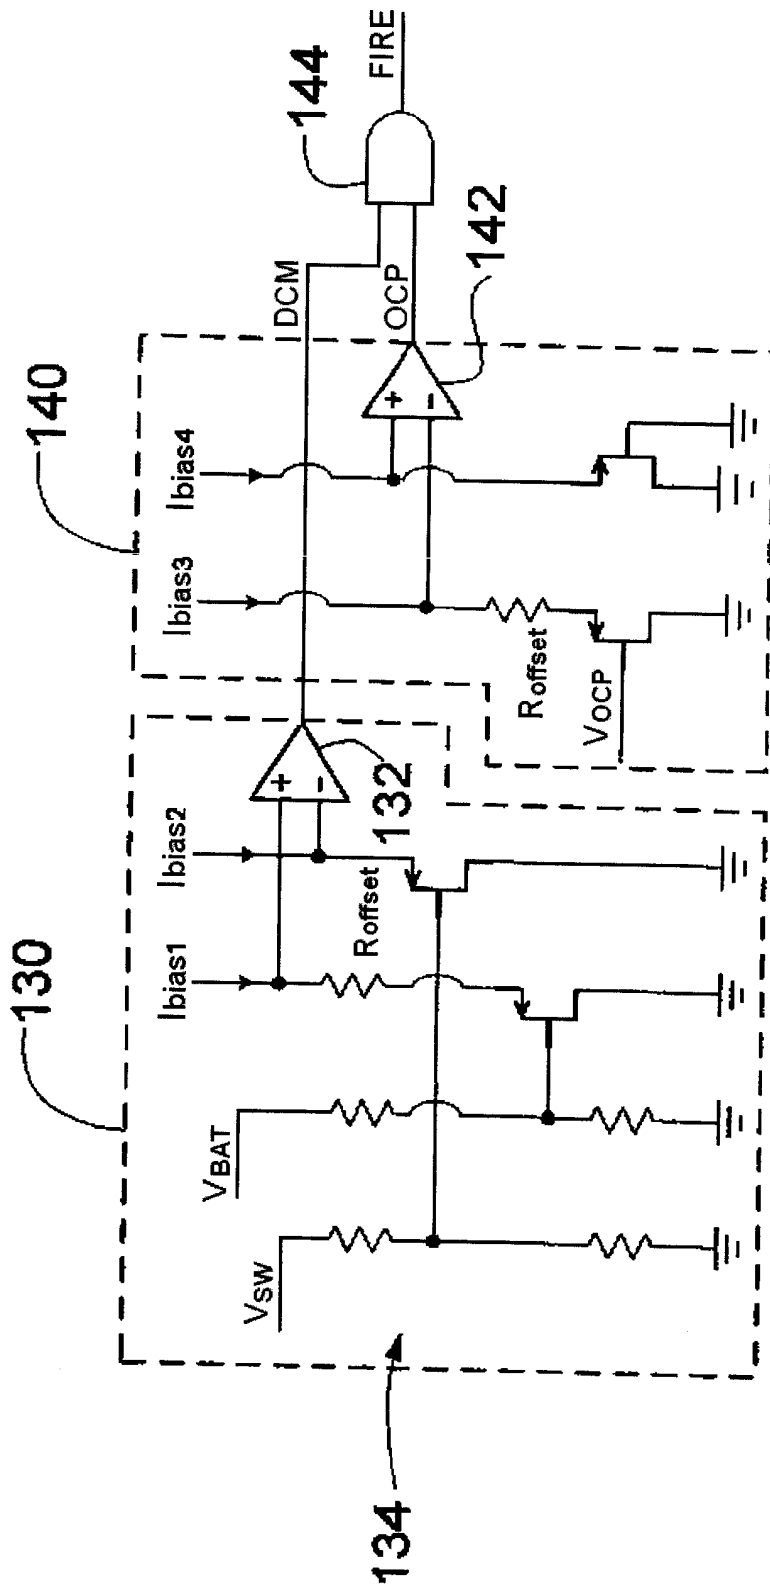 130
140
144
FIRE
DCM
OCP
142
Ibias1
Ibias2
Ibias3
Ibias4
+
-
132
+
-
Roffset
Roffset
VBAT
VSW
VOCP
134